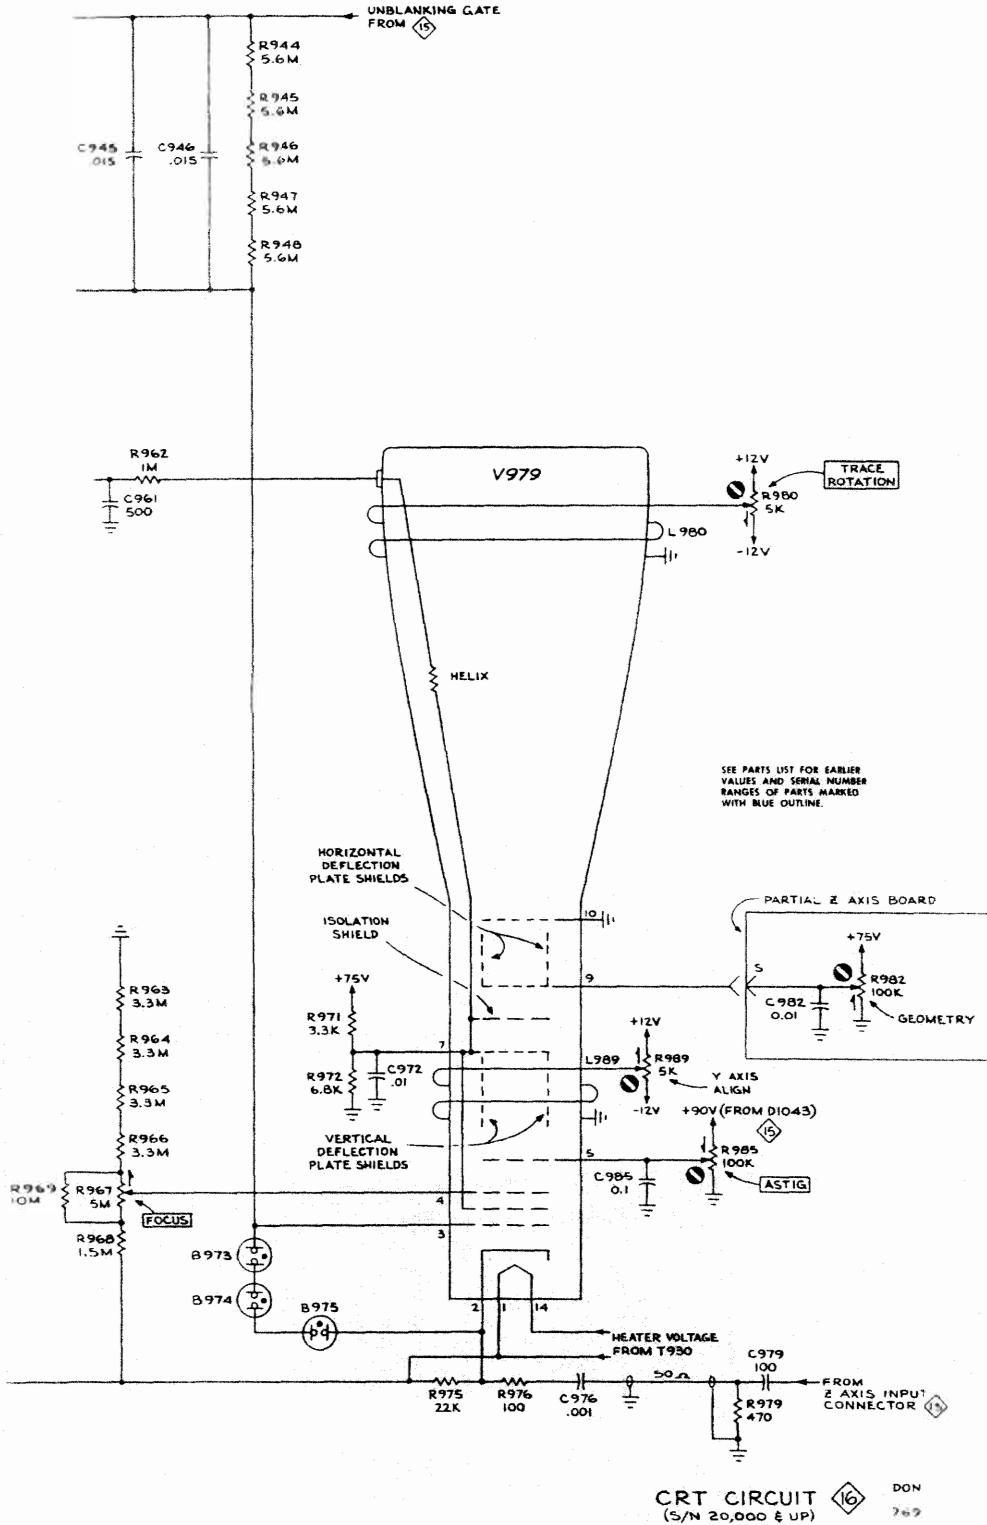 UNBLANKING GATE
FROM 15
R944
5.6M
R945
5.6M
C945
.015
C946
.015
R946
5.6M
R947
5.6M
R948
5.6M
R962
1M
C961
500
V979
+12V
TRACE
ROTATION
R980
5K
L980
-12V
HELIX
SEE PARTS LIST FOR EARLIER
VALUES AND SERIAL NUMBER
RANGES OF PARTS MARKED
WITH BLUE OUTLINE.
HORIZONTAL
DEFLECTION
PLATE SHIELDS
ISOLATION
SHIELD
10
PARTIAL Z AXIS BOARD
+75V
9
S
R982
100K
C982
0.01
GEOMETRY
+75V
R963
3.3M
R971
3.3K
+12V
R964
3.3M
7
L989
R989
5K
R972
6.8K
C972
.01
Y AXIS
ALIGN
R965
3.3M
-12V
+90V (FROM D1043)
15
R966
3.3M
VERTICAL
DEFLECTION
PLATE SHIELDS
5
R985
100K
C985
0.1
ASTIG
R969
10M
R967
5M
4
FOCUS
3
R968
1.5M
B973
B974
B975
2
1
14
HEATER VOLTAGE
FROM T930
R975
22K
R976
100
C976
.001
50Ω
C979
100
R979
470
FROM
Z AXIS INPUT
CONNECTOR
CRT CIRCUIT 16
(S/N 20,000 & UP)
DON